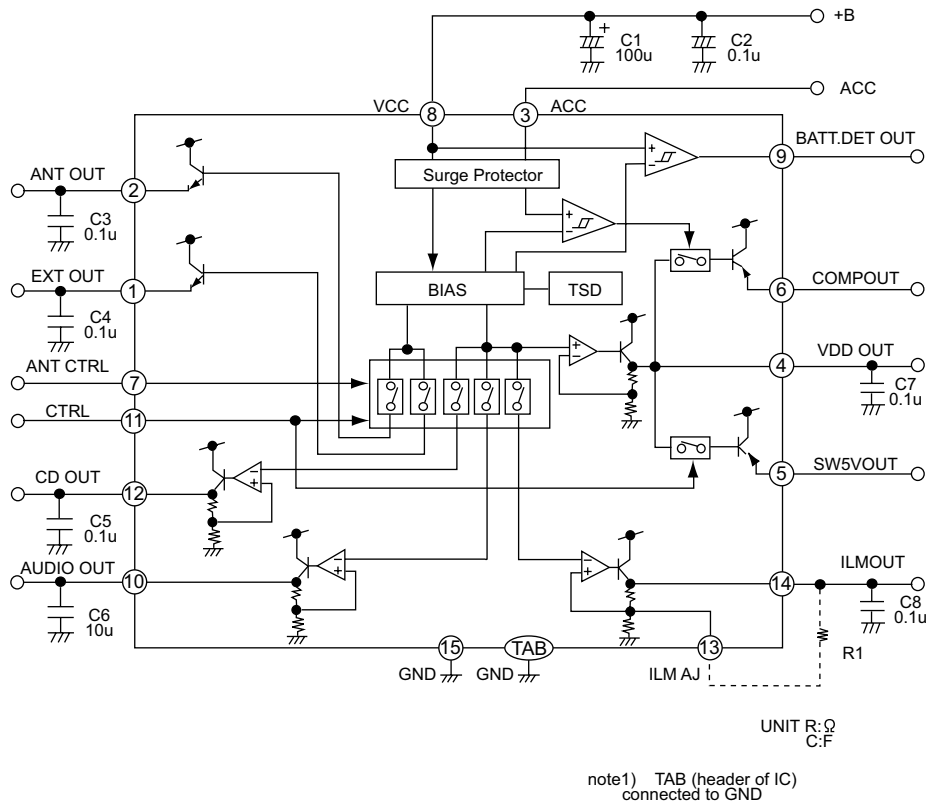 +B
C1
100u
+
C2
0.1u
ACC
VCC
8
3
ACC
BATT.DET OUT
9
+
−
Surge Protector
ANT OUT
2
C3
0.1u
+
−
EXT OUT
1
C4
0.1u
BIAS
TSD
COMPOUT
6
ANT CTRL
7
+
−
VDD OUT
4
C7
0.1u
CTRL
11
SW5VOUT
5
CD OUT
12
−
+
C5
0.1u
AUDIO OUT
10
−
+
C6
10u
−
+
ILMOUT
14
C8
0.1u
R1
15
TAB
13
GND
GND
ILM AJ
UNIT R:Ω
C:F
note1) TAB (header of IC)
connected to GND